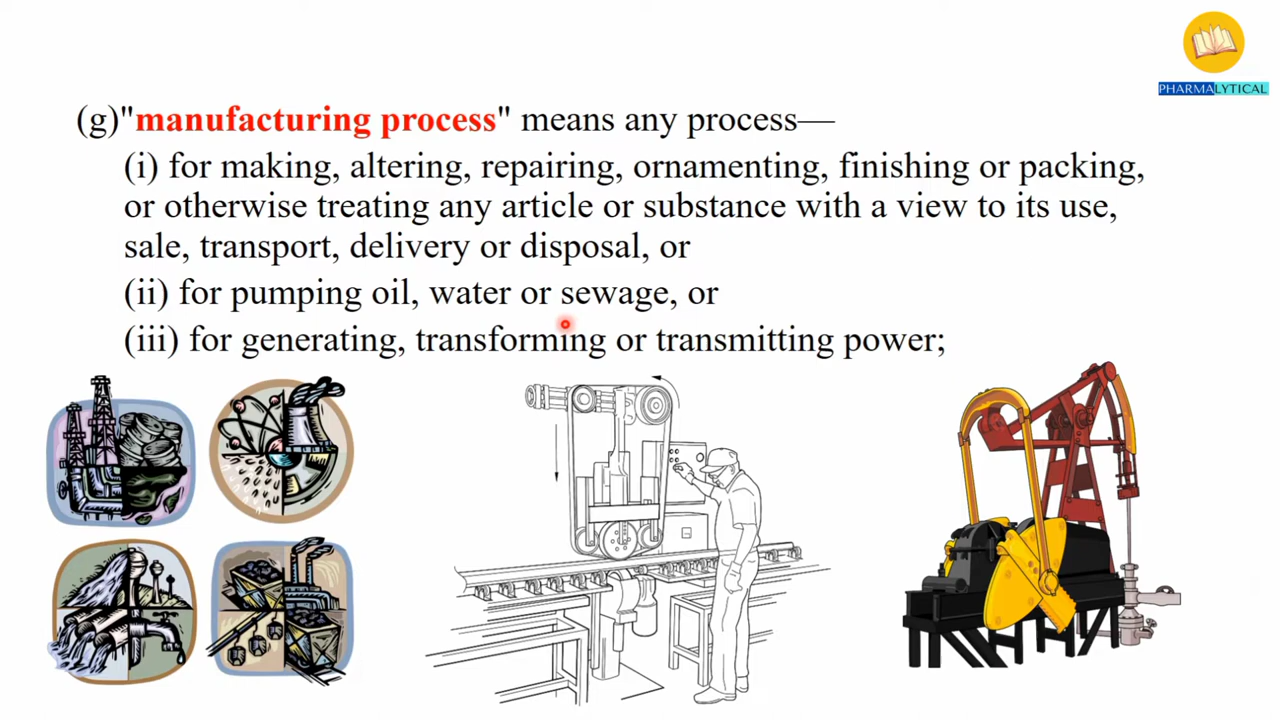 PHARMALYTICAL
(g)"manufacturing process" means any process—
(i) for making, altering, repairing, ornamenting, finishing or packing,
or otherwise treating any article or substance with a view to its use,
sale, transport, delivery or disposal, or
(ii) for pumping oil, water or sewage, or
(iii) for generating, transforming or transmitting power;